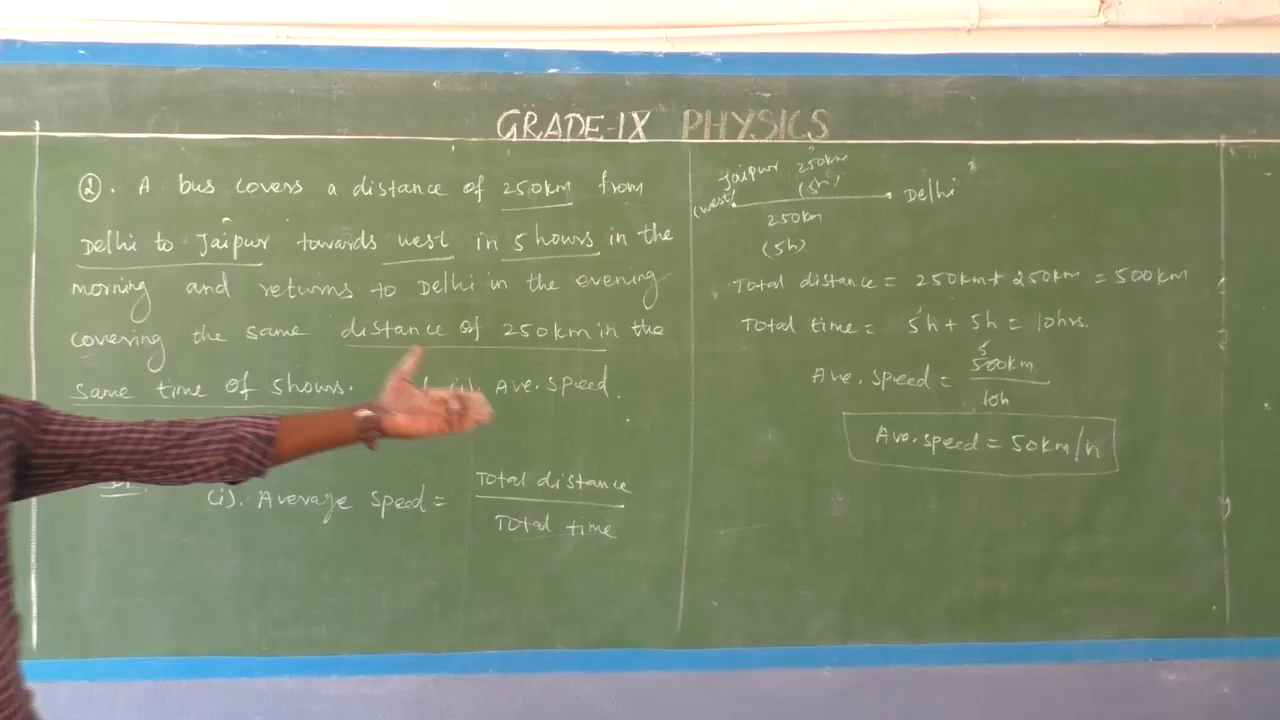 GRADE-IX PHYSICS
②. A bus covers a distance of 250km from
Delhi to Jaipur towards west in 5 hours in the
morning and returns to Delhi in the evening
covering the same distance of 250km in the
same time of 5hours. (ii). Ave. speed.
(i). Average speed =
Total distance
Total time
Jaipur 250km
(5h)
(west) Delhi
250km
(5h)
Total distance = 250km + 250km = 500km
Total time = 5h + 5h = 10hrs.
5
Ave. speed = 500km
10h
Ave. speed = 50km/h